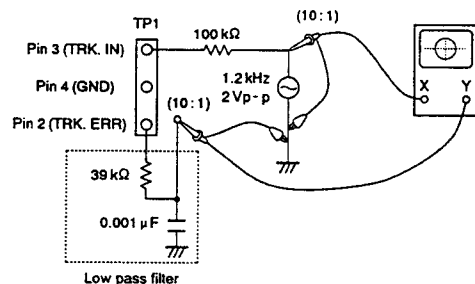 TP1
(10 : 1)
Pin 3 (TRK. IN)
100 kΩ
Pin 4 (GND)
1.2 kHz
2 Vp - p
X
Y
Pin 2 (TRK. ERR)
(10 : 1)
39 kΩ
0.001 µF
Low pass filter